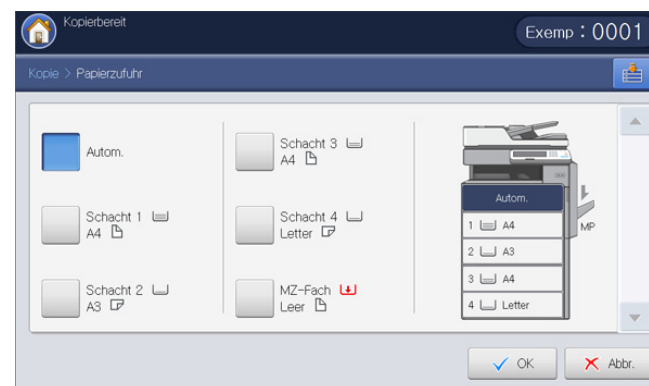 Kopierbereit
Exemp : 0001
Kopie > Papierzufuhr
Autom.
Schacht 1
A4
Schacht 2
A3
Schacht 3
A4
Schacht 4
Letter
MZ-Fach
Leer
Autom.
1 A4
2 A3
3 A4
4 Letter
MP
OK
Abbr.